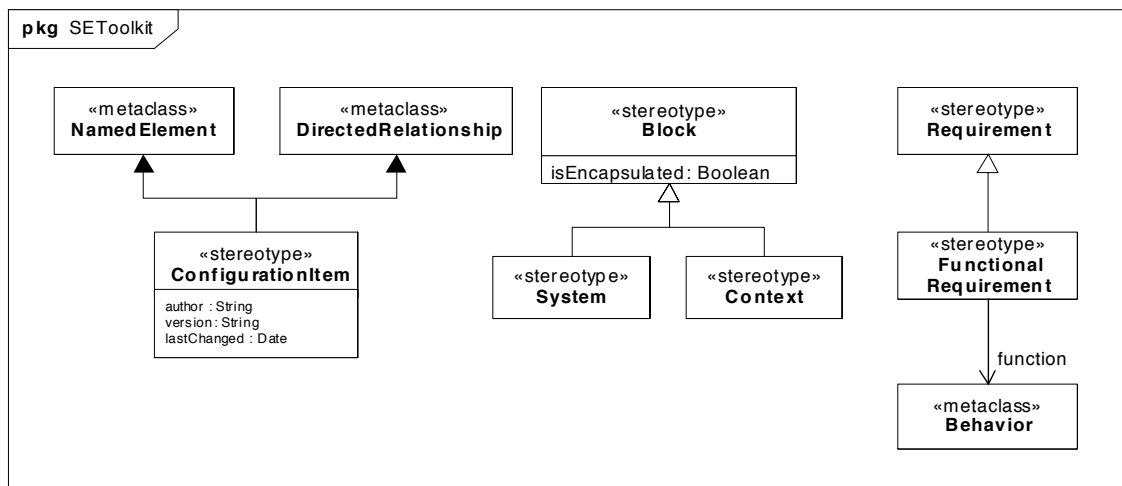 pkg SEToolkit
«metaclass»
NamedElement
«metaclass»
DirectedRelationship
«stereotype»
ConfigurationItem
author : String
version : String
lastChanged : Date
«stereotype»
Block
isEncapsulated : Boolean
«stereotype»
System
«stereotype»
Context
«stereotype»
Requirement
«stereotype»
Functional
Requirement
function
«metaclass»
Behavior